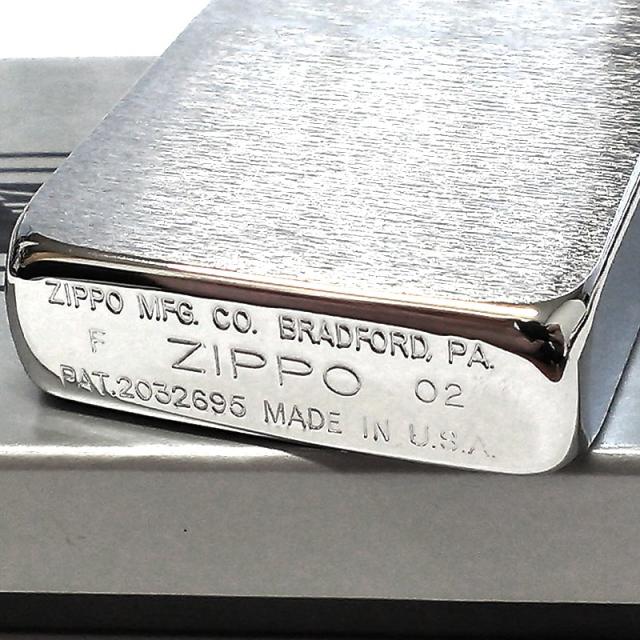 ZIPPO MFG. CO. BRADFORD, PA.
F ZIPPO 02
PAT.2032695 MADE IN U.S.A.